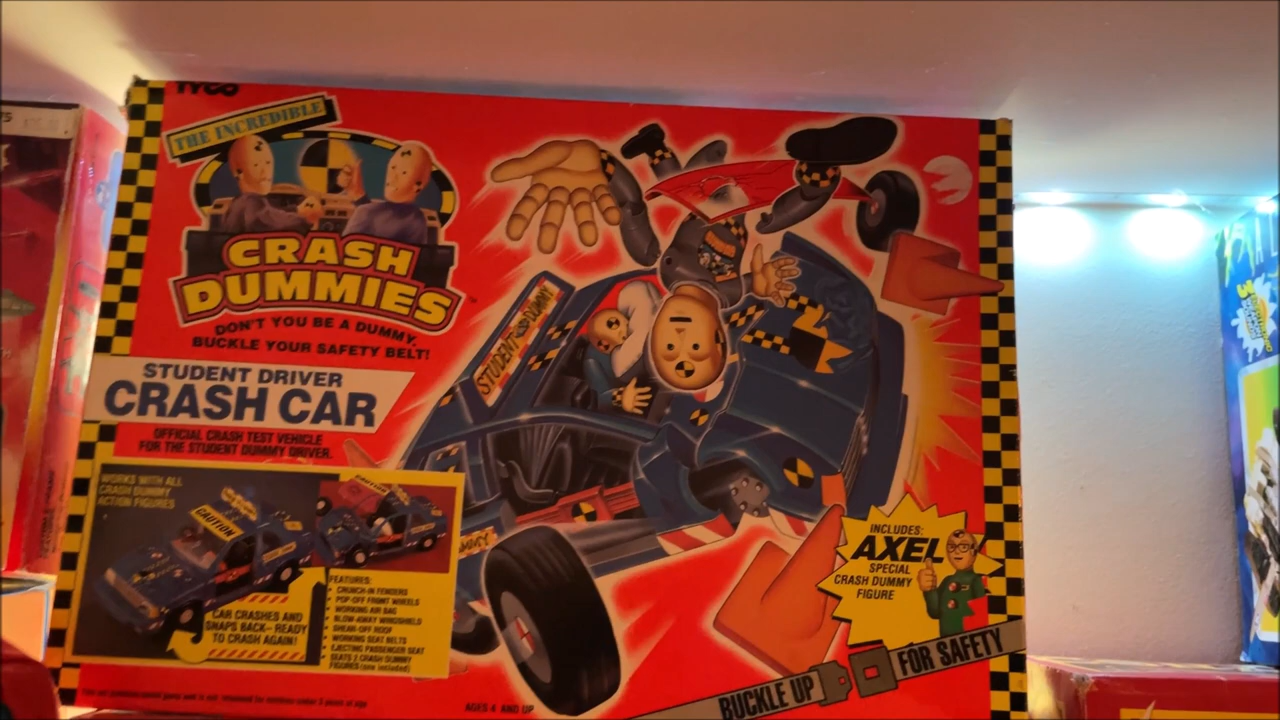 TYCO
THE INCREDIBLE
CRASH
DUMMIES
DON'T YOU BE A DUMMY,
BUCKLE YOUR SAFETY BELT!
STUDENT DRIVER
CRASH CAR
OFFICIAL CRASH TEST VEHICLE
FOR THE STUDENT DUMMY DRIVER.
WORKS WITH ALL
CRASH DUMMY
ACTION FIGURES
CAUTION
CAUTION
CAR CRASHES AND
SNAPS BACK-READY
TO CRASH AGAIN!
FEATURES:
• CRUNCH-IN FENDERS
• POP-OFF FRONT WHEELS
• WORKING AIR BAG
• BLOW-AWAY WINDSHIELD
• SHEAR-OFF ROOF
• WORKING SEAT BELTS
• EJECTING PASSENGER SEAT
• SEATS 2 CRASH DUMMY
FIGURES
STUDENT DUMMY
INCLUDES:
AXEL
SPECIAL
CRASH DUMMY
FIGURE
AGES 4 AND UP
BUCKLE UP FOR SAFETY